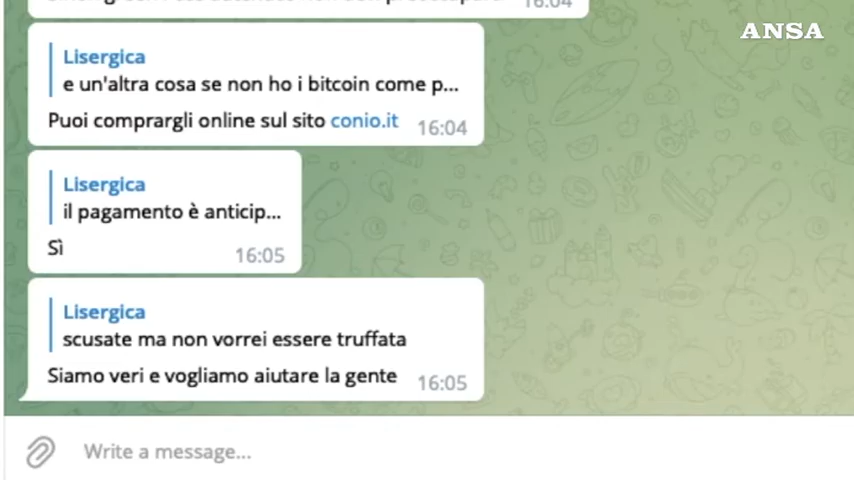 16:04
ANSA
Lisergica
e un'altra cosa se non ho i bitcoin come p...
Puoi comprargli online sul sito conio.it 16:04
Lisergica
il pagamento è anticip...
Sì 16:05
Lisergica
scusate ma non vorrei essere truffata
Siamo veri e vogliamo aiutare la gente 16:05
Write a message...